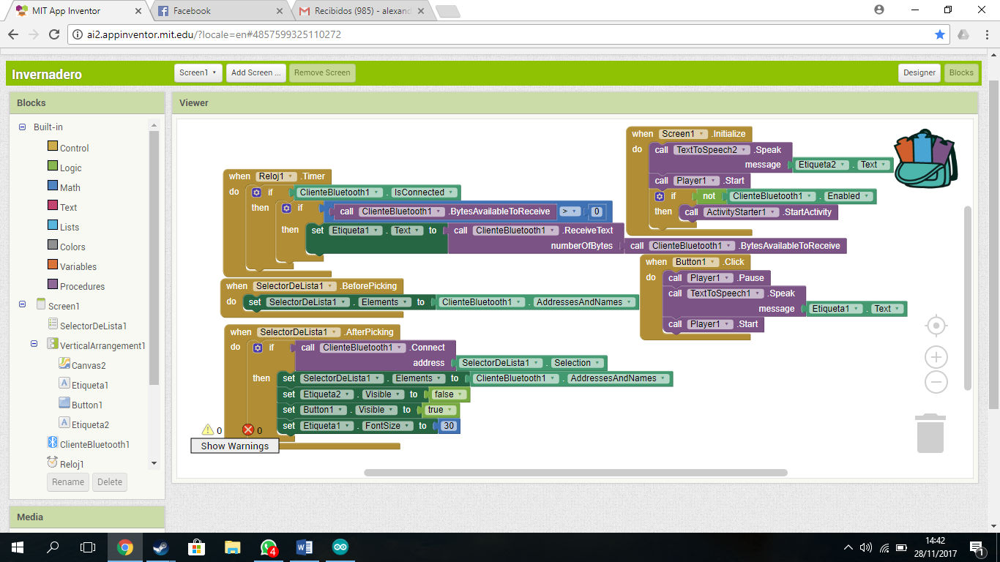 MIT App Inventor
Facebook
Recibidos (985) - alexand
ai2.appinventor.mit.edu/?locale=en#4857599325110272
Invernadero
Screen1
Add Screen ...
Remove Screen
Designer
Blocks
Blocks
Built-in
Control
Logic
Math
Text
Lists
Colors
Variables
Procedures
Screen1
SelectorDeLista1
VerticalArrangement1
Canvas2
Etiqueta1
Button1
Etiqueta2
ClienteBluetooth1
Reloj1
Rename
Delete
Media
Viewer
when Reloj1 .Timer
do if ClienteBluetooth1 . IsConnected
then if call ClienteBluetooth1 .BytesAvailableToReceive > 0
then set Etiqueta1 . Text to call ClienteBluetooth1 .ReceiveText
numberOfBytes call ClienteBluetooth1 .BytesAvailableToReceive
when SelectorDeLista1 .BeforePicking
do set SelectorDeLista1 . Elements to ClienteBluetooth1 . AddressesAndNames
when SelectorDeLista1 .AfterPicking
do if call ClienteBluetooth1 .Connect
address SelectorDeLista1 . Selection
then set SelectorDeLista1 . Elements to ClienteBluetooth1 . AddressesAndNames
set Etiqueta2 . Visible to false
set Button1 . Visible to true
set Etiqueta1 . FontSize to 30
when Screen1 .Initialize
do call TextToSpeech2 .Speak
message Etiqueta2 . Text
call Player1 .Start
if not ClienteBluetooth1 . Enabled
then call ActivityStarter1 .StartActivity
when Button1 .Click
do call Player1 .Pause
call TextToSpeech1 .Speak
message Etiqueta1 . Text
call Player1 .Start
0 0
Show Warnings
4
14:42
28/11/2017
1